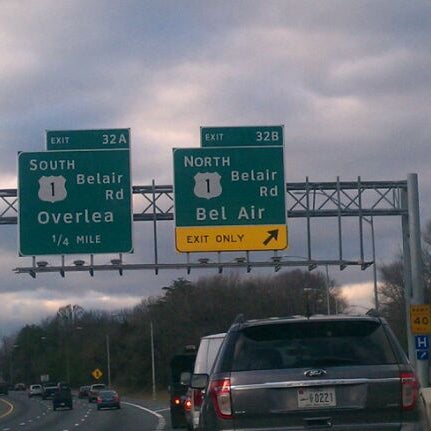 EXIT 32A
SOUTH
1 Belair
Rd
Overlea
1/4 MILE
EXIT 32B
NORTH
1 Belair
Rd
Bel Air
EXIT ONLY
40
H
Ford